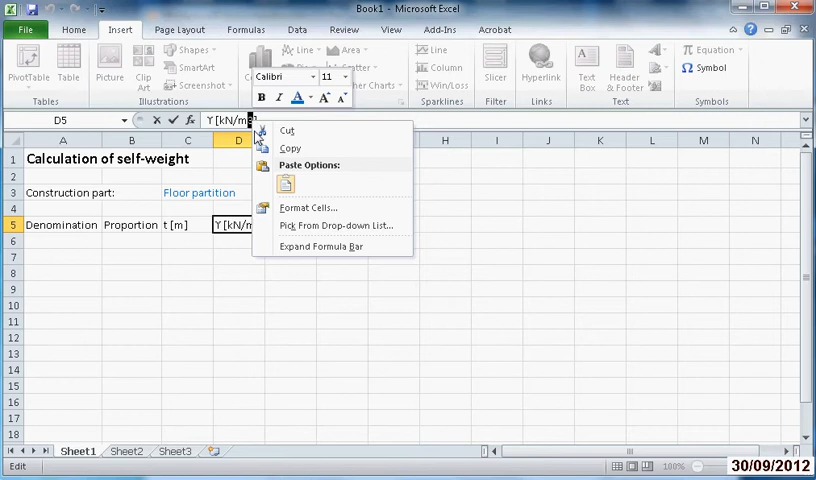 Book1 - Microsoft Excel
File Home Insert Page Layout Formulas Data Review View Add-Ins Acrobat
PivotTable Table Picture Clip Art Shapes SmartArt Screenshot Line Area Scatter Other Charts Line Column Win/Loss Slicer Hyperlink Text Box Header & Footer Equation Symbol
Tables Illustrations Sparklines Filter Links Text Symbols
Calibri 11
B I A A A
D5 fx Υ [kN/m3]
Cut
Copy
Paste Options:
Format Cells...
Pick From Drop-down List...
Expand Formula Bar
A B C D H I J K L M N
1 Calculation of self-weight
2
3 Construction part: Floor partition
4
5 Denomination Proportion t [m] Υ [kN/m
6
7
8
9
10
11
12
13
14
15
16
17
18
Sheet1 Sheet2 Sheet3
Edit 100%
30/09/2012